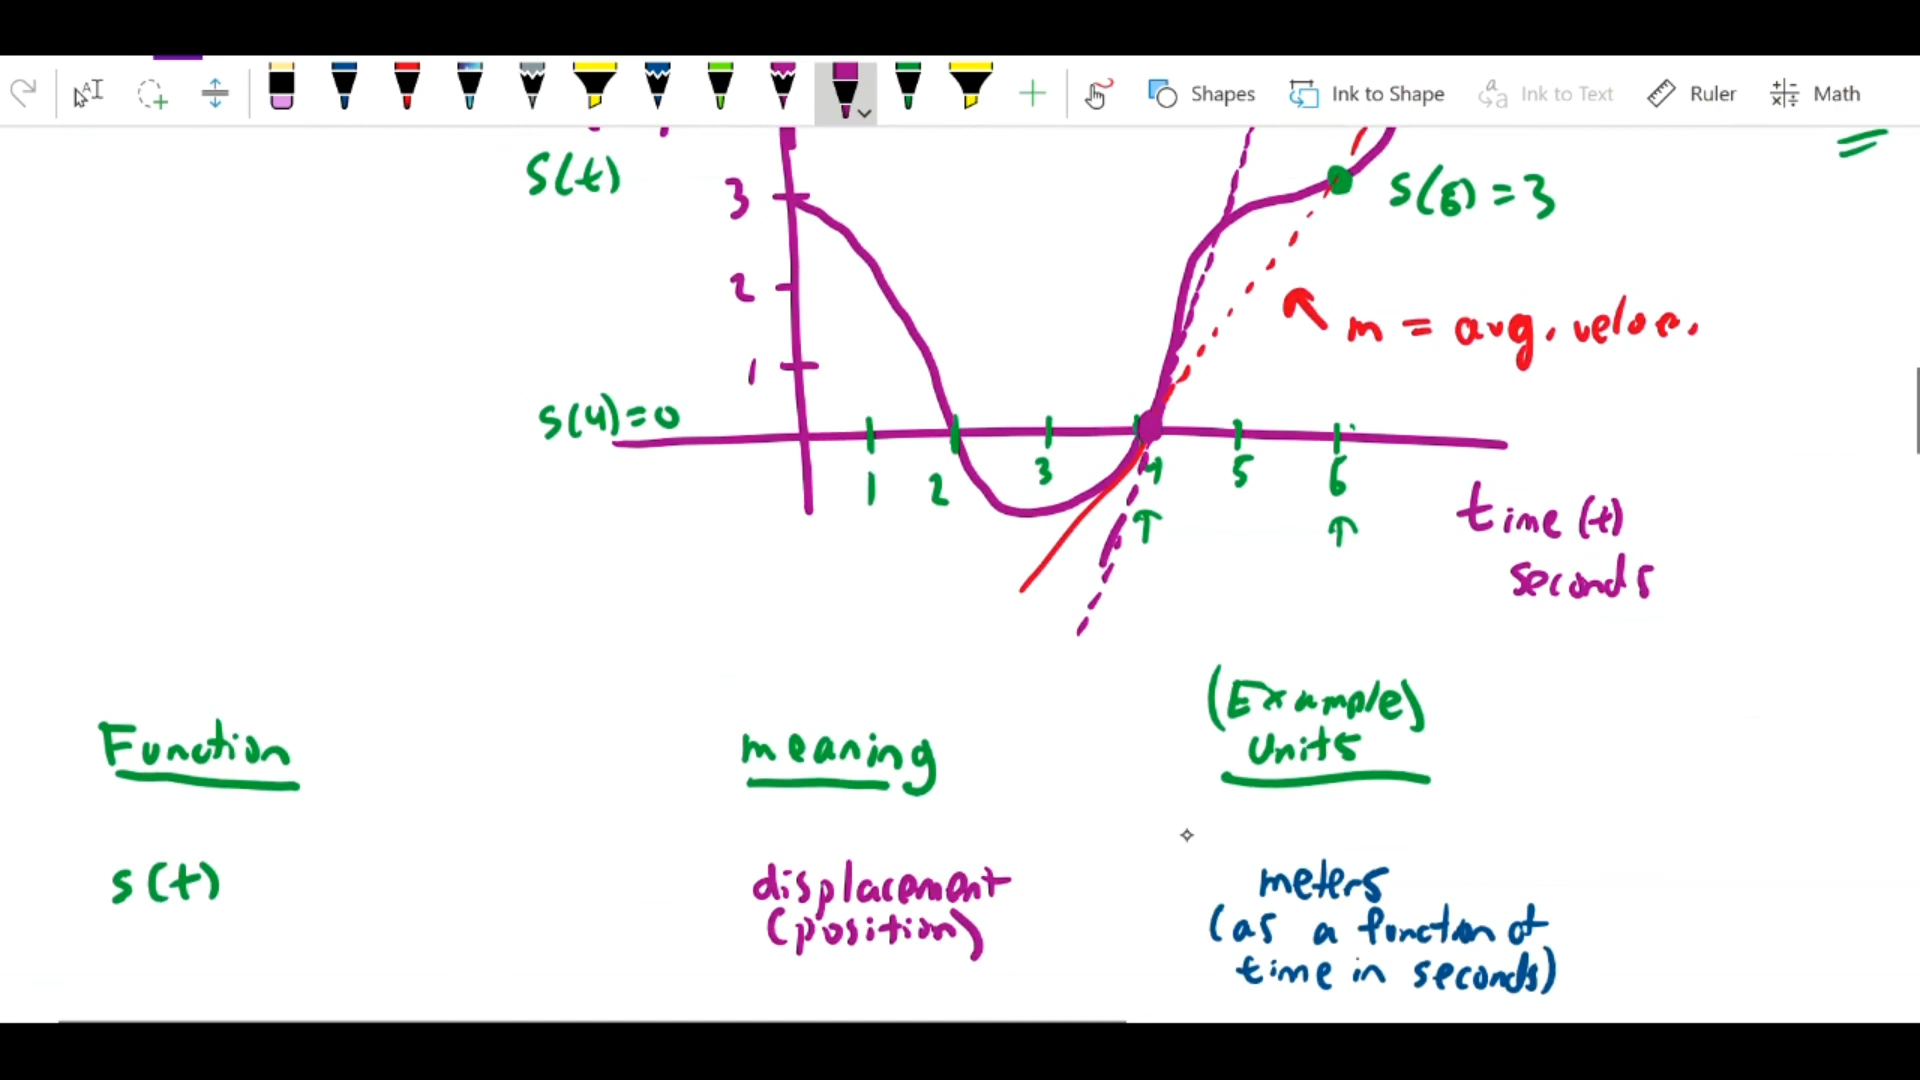 Shapes Ink to Shape Ink to Text Ruler Math
S(t)
3
S(6) = 3
2
m = avg. veloc.
1
S(4)=0
1 2 3 4 5 6
time (t)
seconds
(Example)
Function meaning Units
s(t) displacement meters
(position) (as a function of
time in seconds)